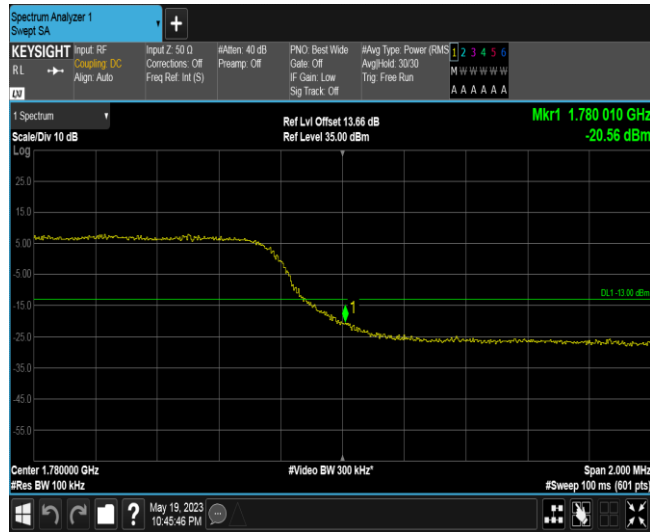 Spectrum Analyzer 1
Swept SA
+
KEYSIGHT Input: RF Input Z: 50 Ω #Atten: 40 dB PNO: Best Wide #Avg Type: Power (RMS 1 2 3 4 5 6
RL Coupling: DC Corrections: Off Preamp: Off Gate: Off Avg|Hold: 30/30 M W W W W W
Align: Auto Freq Ref: Int (S) IF Gain: Low Trig: Free Run
LXI Sig Track: Off A A A A A A
1 Spectrum Ref Lvl Offset 13.66 dB Mkr1 1.780 010 GHz
Scale/Div 10 dB Ref Level 35.00 dBm -20.56 dBm
Log
25.0
15.0
5.00
-5.00
DL1 -13.00 dBm
-15.0
1
-25.0
-35.0
-45.0
-55.0
Center 1.780000 GHz #Video BW 300 kHz* Span 2.000 MHz
#Res BW 100 kHz #Sweep 100 ms (601 pts)
? May 19, 2023
10:45:46 PM